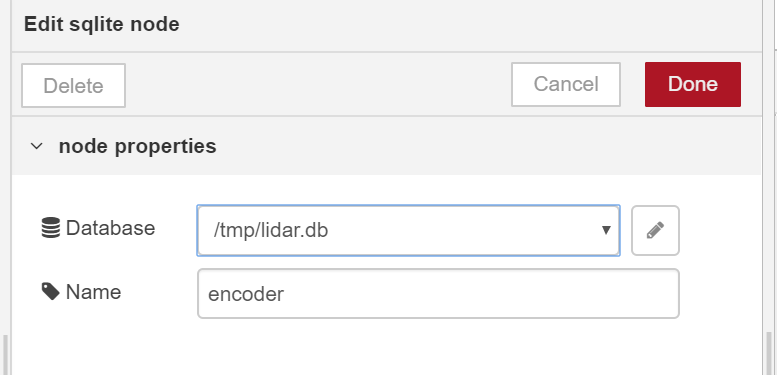 Edit sqlite node
Delete
Cancel
Done
node properties
Database
/tmp/lidar.db
Name
encoder